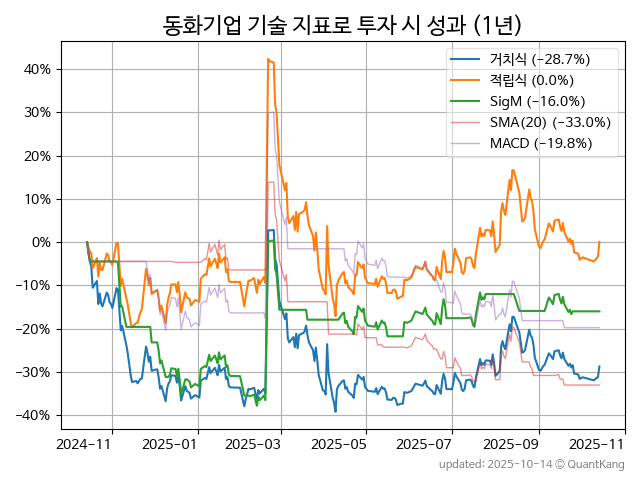 동화기업 기술 지표로 투자 시 성과 (1년)
거치식 (−28.7%)
적립식 (0.0%)
SigM (−16.0%)
SMA(20) (−33.0%)
MACD (−19.8%)
40%
30%
20%
10%
0%
−10%
−20%
−30%
−40%
2024-11 2025-01 2025-03 2025-05 2025-07 2025-09 2025-11
updated: 2025-10-14 © QuantKang